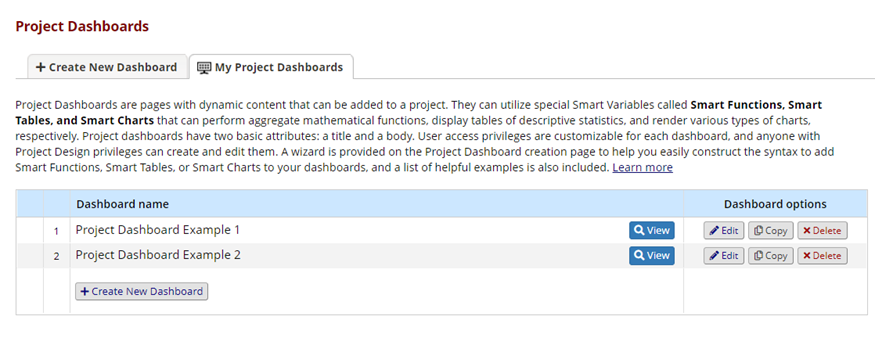 Project Dashboards
+ Create New Dashboard My Project Dashboards
Project Dashboards are pages with dynamic content that can be added to a project. They can utilize special Smart Variables called Smart Functions, Smart
Tables, and Smart Charts that can perform aggregate mathematical functions, display tables of descriptive statistics, and render various types of charts,
respectively. Project dashboards have two basic attributes: a title and a body. User access privileges are customizable for each dashboard, and anyone with
Project Design privileges can create and edit them. A wizard is provided on the Project Dashboard creation page to help you easily construct the syntax to add
Smart Functions, Smart Tables, or Smart Charts to your dashboards, and a list of helpful examples is also included. Learn more
Dashboard name Dashboard options
1 Project Dashboard Example 1 View Edit Copy Delete
2 Project Dashboard Example 2 View Edit Copy Delete
+ Create New Dashboard